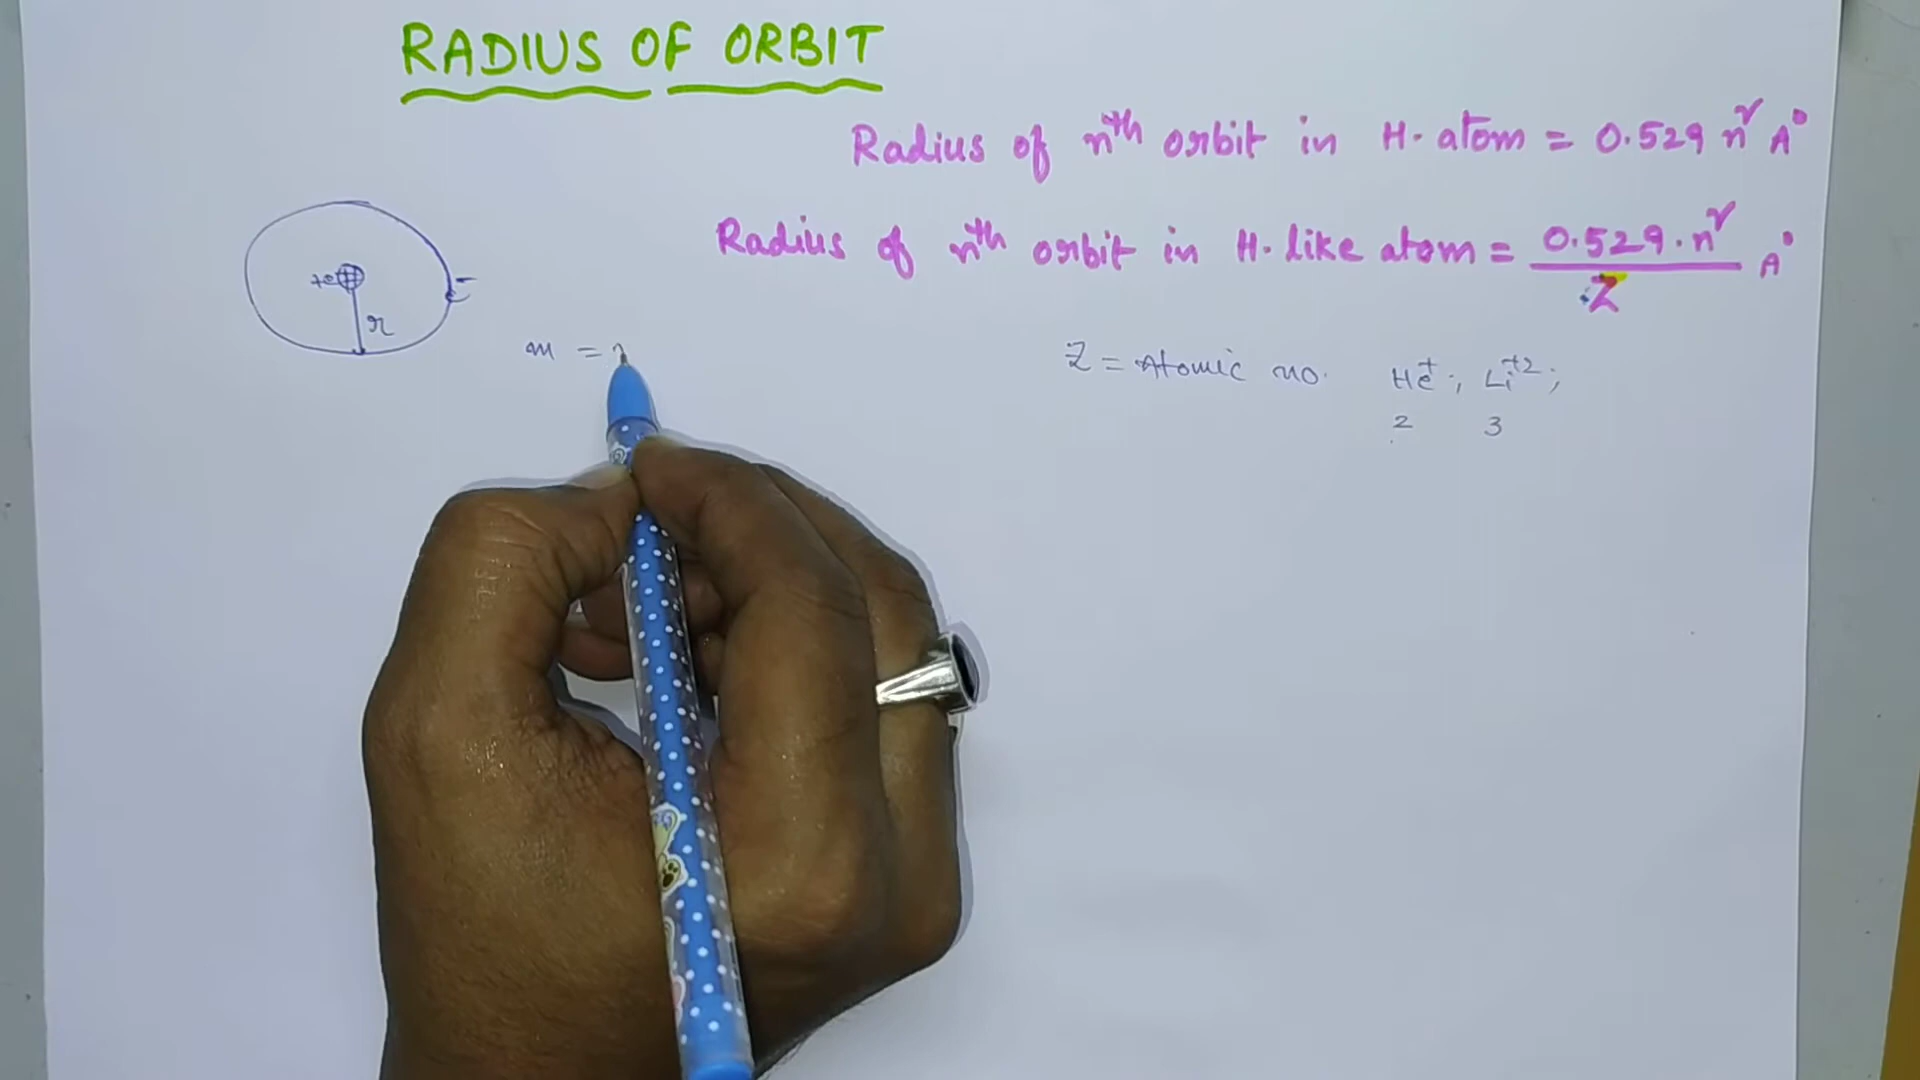 RADIUS OF ORBIT
Radius of nth orbit in H. atom = 0.529 n² A°
Radius of nth orbit in H. like atom = 0.529. n² / Z A°
+e e-
r
m =
Z = Atomic no. He+; Li+2;
2 3